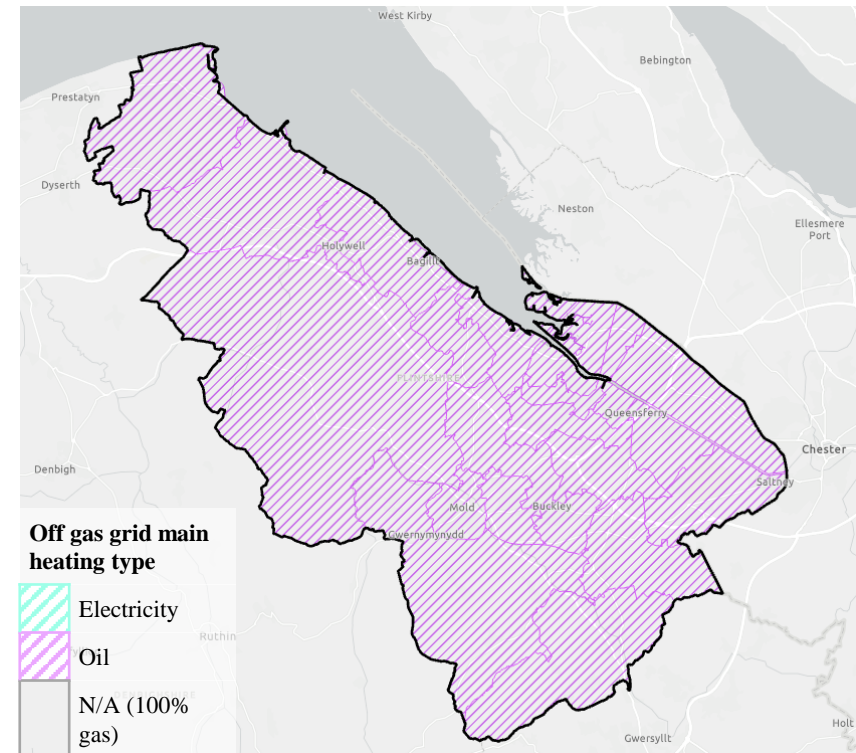 West Kirby
Bebington
Prestatyn
Dyserth
Neston
Ellesmere
Port
Holywell
Bagillt
FLINTSHIRE
Queensferry
Chester
Denbigh
Saltney
Mold
Buckley
Gwernymynydd
Off gas grid main
heating type
Electricity
Ruthin
Oil
DENBIGHSHIRE
N/A (100%
gas)
Gwersyllt
Holt